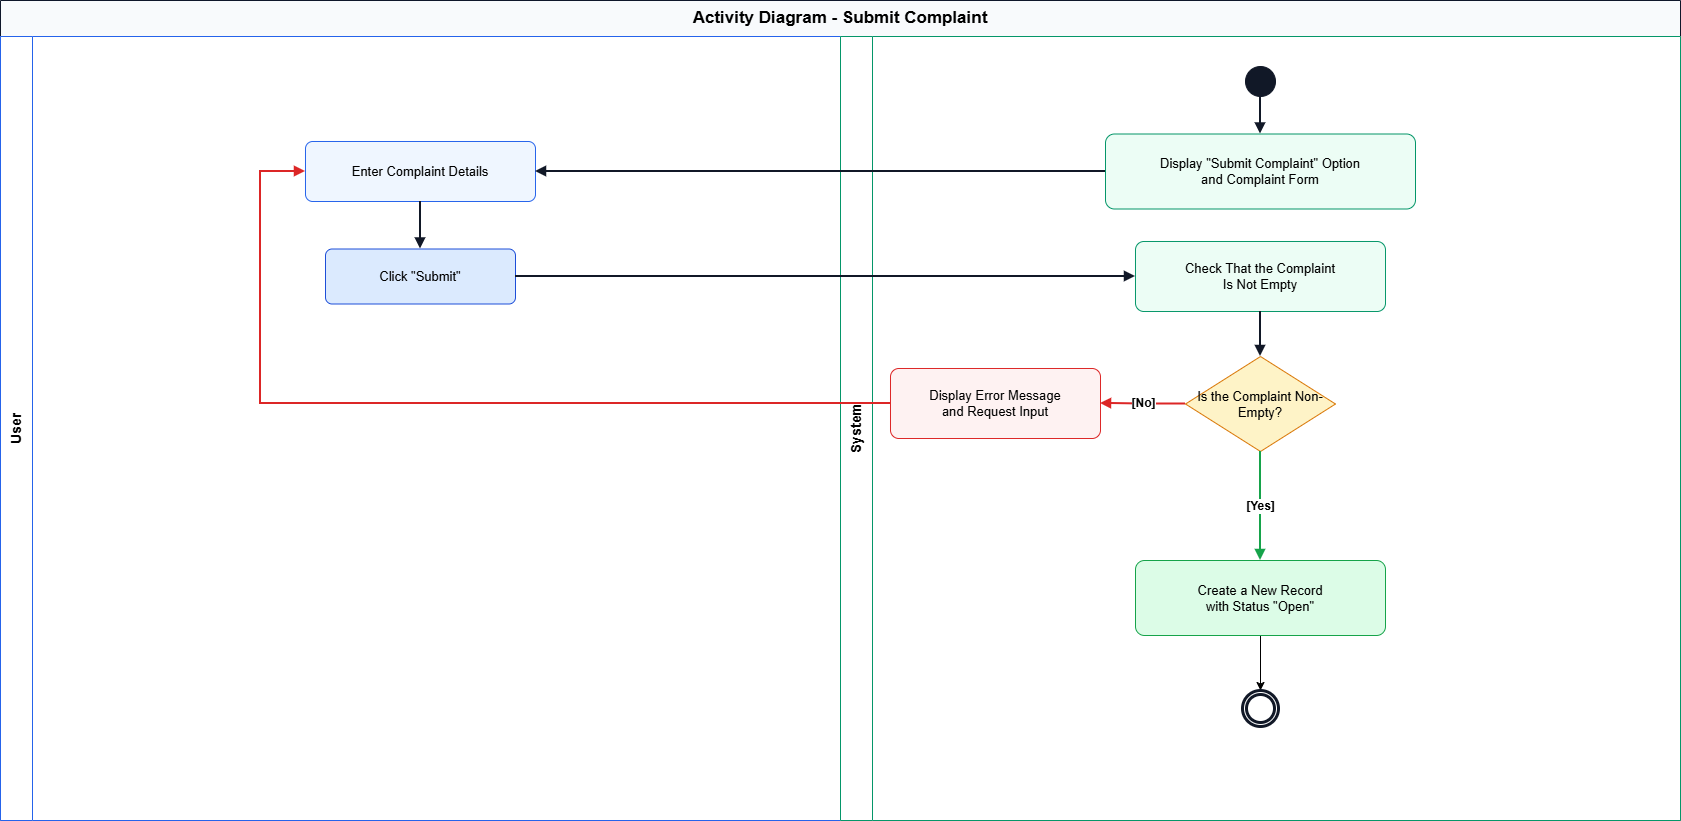 Activity Diagram - Submit Complaint
User
System
Display "Submit Complaint" Option
and Complaint Form
Enter Complaint Details
Click "Submit"
Check That the Complaint
Is Not Empty
Is the Complaint Non-
Empty?
[No]
Display Error Message
and Request Input
[Yes]
Create a New Record
with Status "Open"